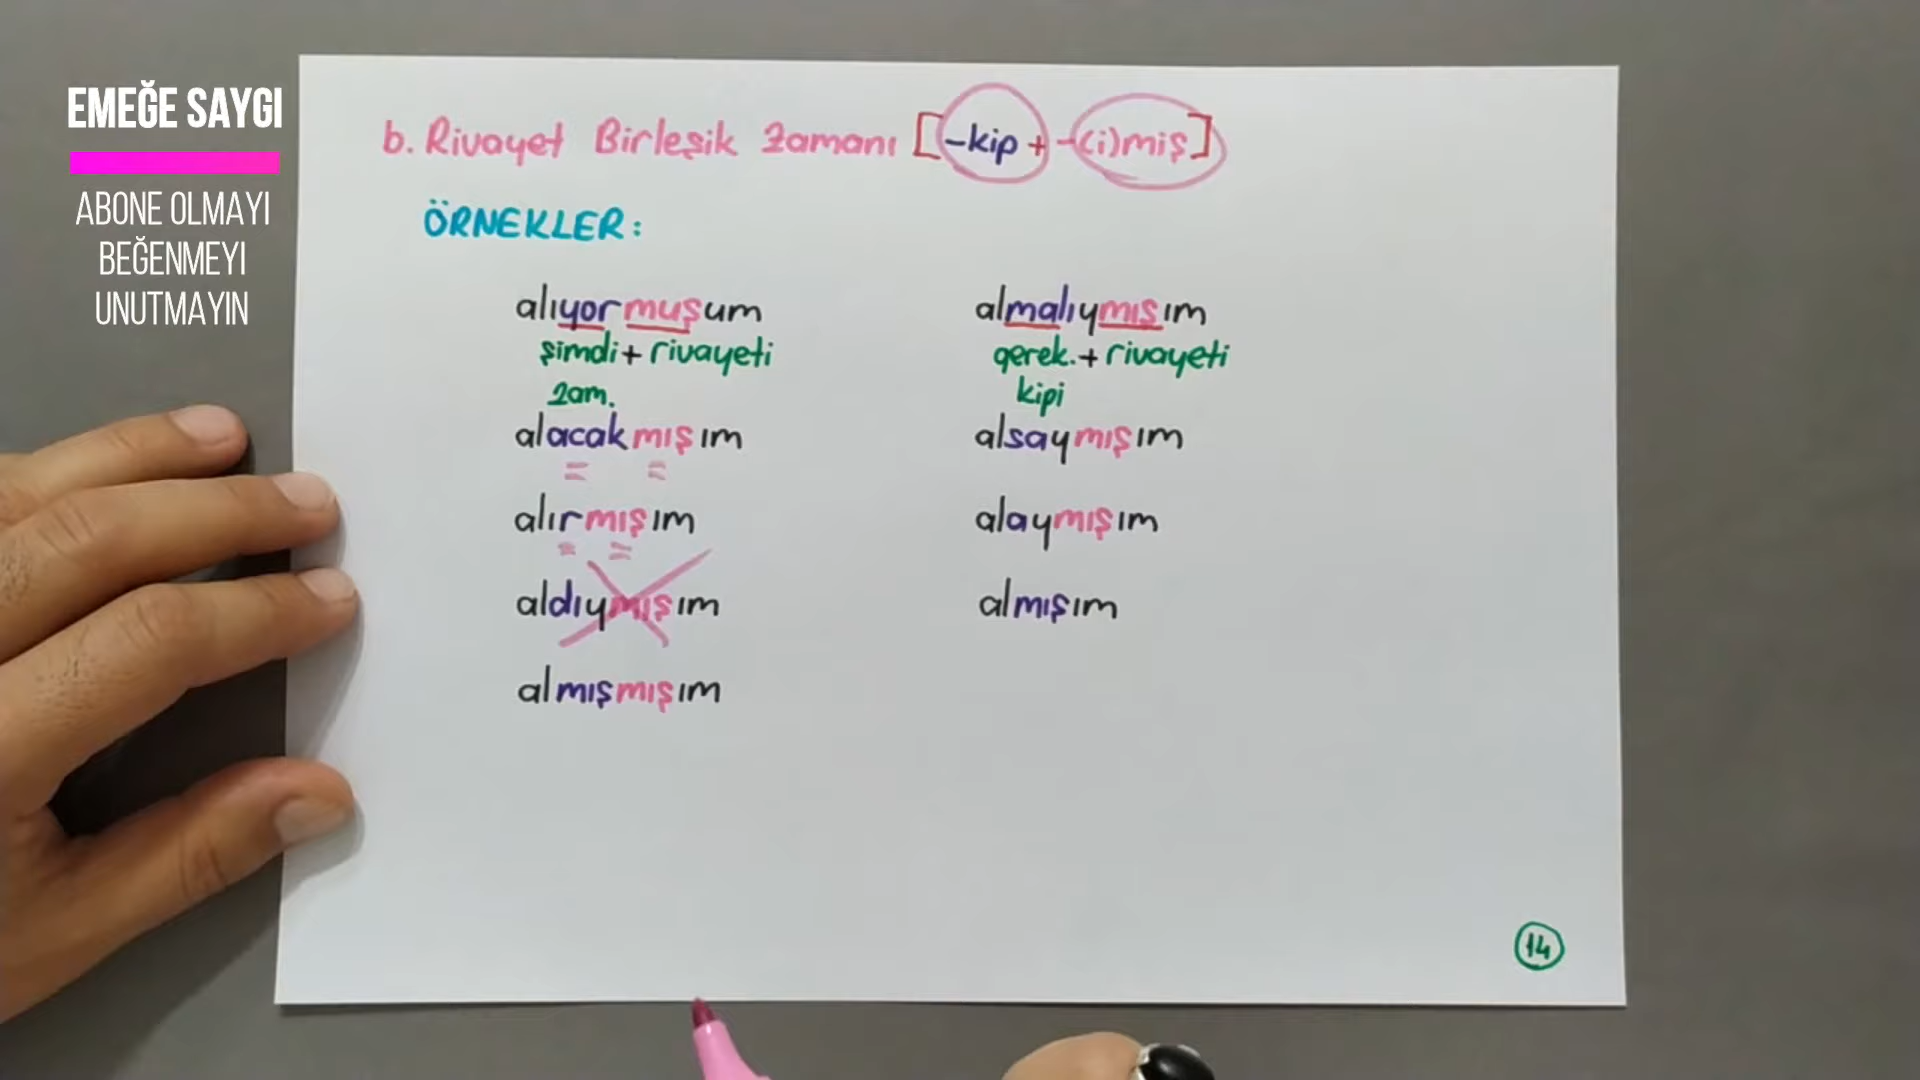 EMEĞE SAYGI
ABONE OLMAYI
BEĞENMEYI
UNUTMAYIN
b. Rivayet Birleşik Zamanı [-kip + -(i)miş]
ÖRNEKLER:
alıyormuşum
şimdi + rivayeti
zam.
alacakmışım
alırmışım
aldıymışım
almışmışım
almalıymışım
gerek. + rivayeti
kipi
alsaymışım
alaymışım
almışım
14